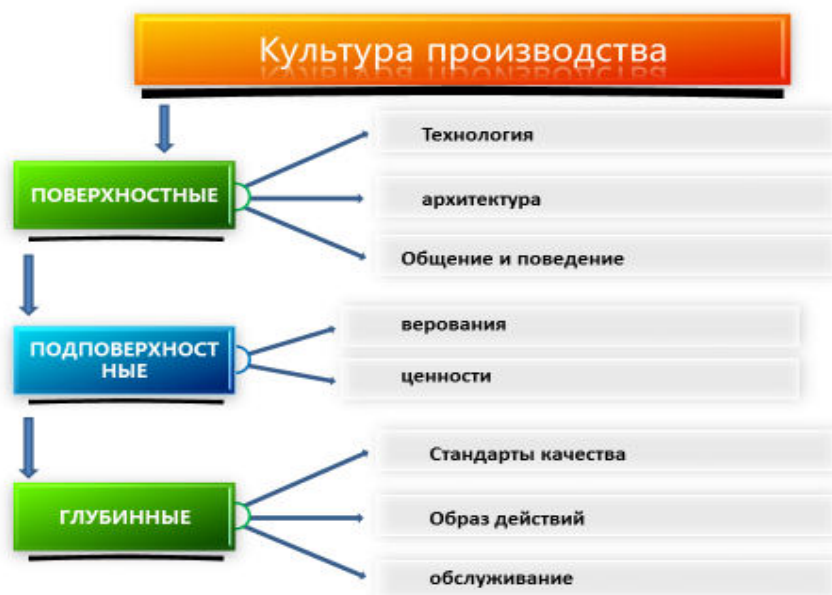 Культура производства
Технология
ПОВЕРХНОСТНЫЕ
архитектура
Общение и поведение
верования
ПОДПОВЕРХНОСТ
НЫЕ
ценности
Стандарты качества
ГЛУБИННЫЕ
Образ действий
обслуживание